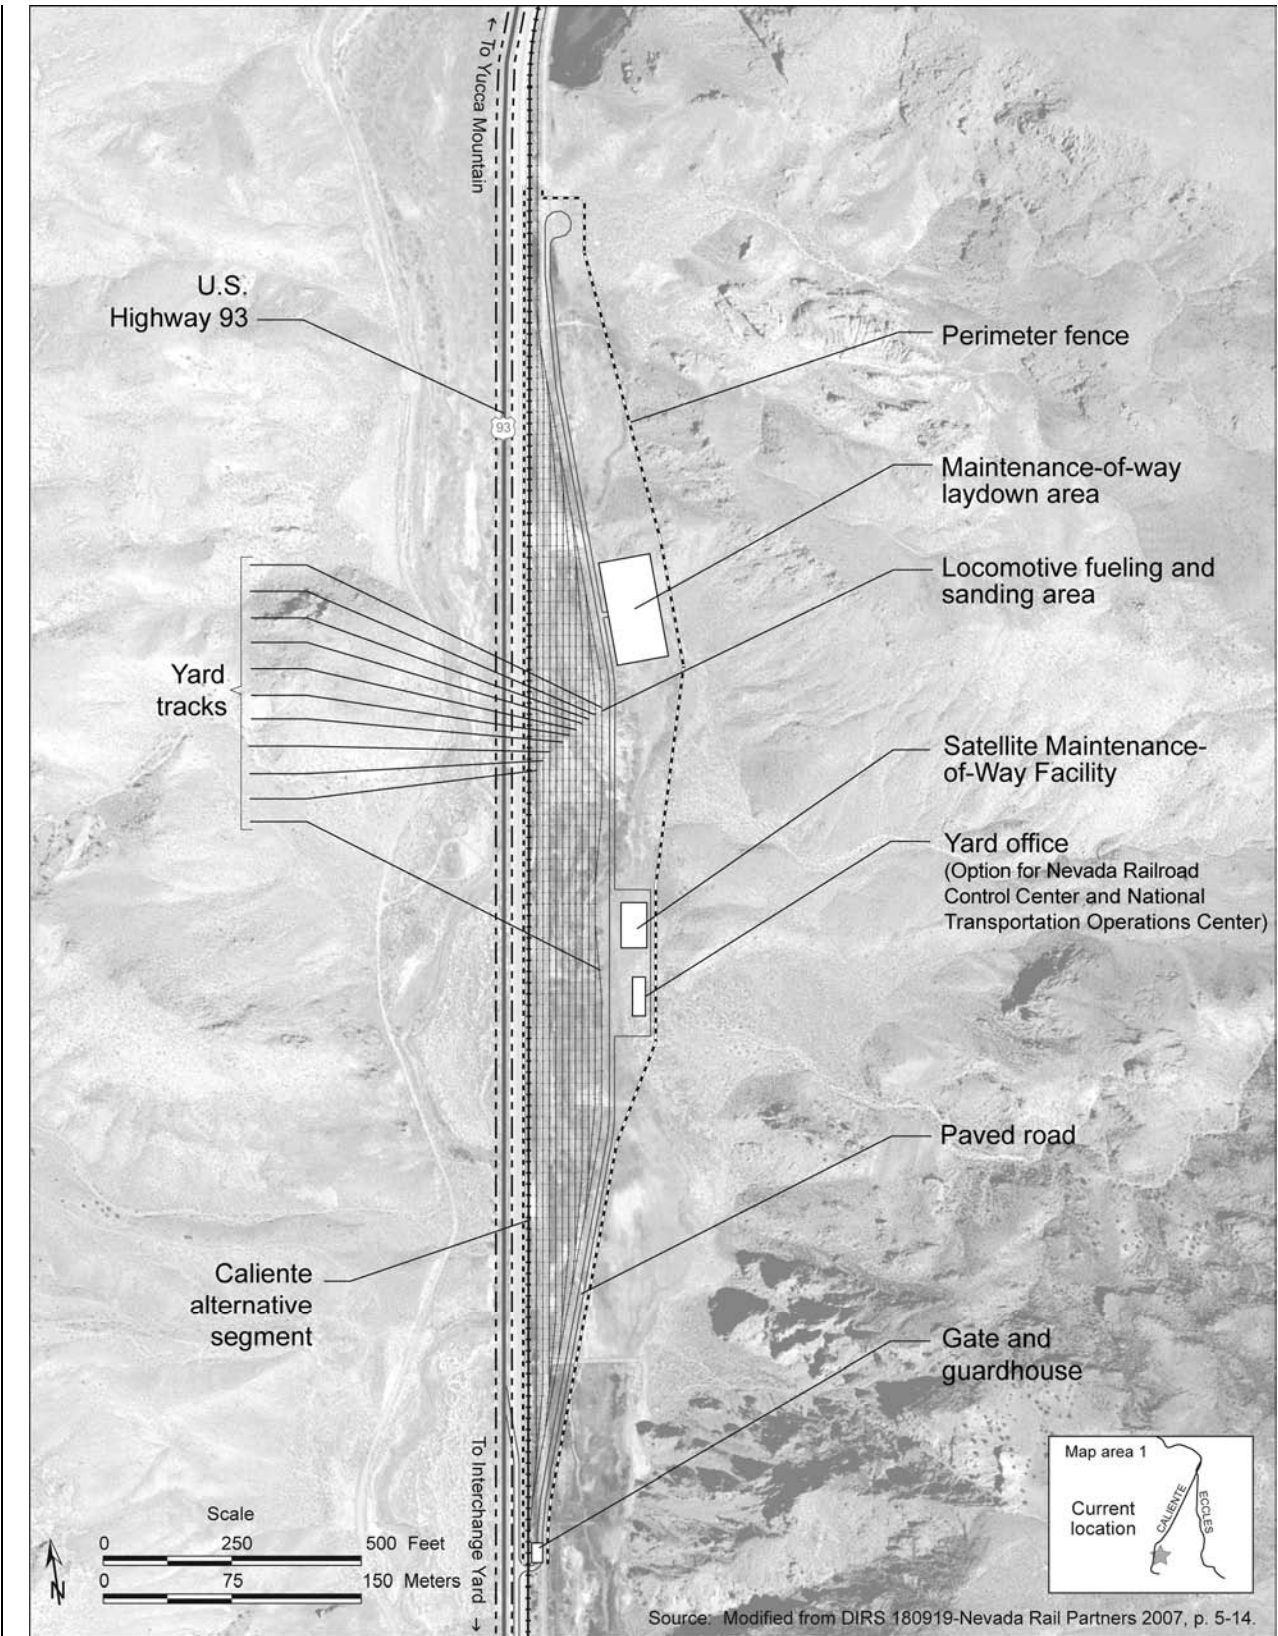 ← To Yucca Mountain
U.S.
Highway 93
93
Perimeter fence
Maintenance-of-way
laydown area
Locomotive fueling and
sanding area
Yard
tracks
Satellite Maintenance-
of-Way Facility
Yard office
(Option for Nevada Railroad
Control Center and National
Transportation Operations Center)
Paved road
Caliente
alternative
segment
Gate and
guardhouse
To Interchange Yard →
Scale
0 250 500 Feet
0 75 150 Meters
N
Map area 1
Current
location
CALIENTE
ECCLES
Source: Modified from DIRS 180919-Nevada Rail Partners 2007, p. 5-14.